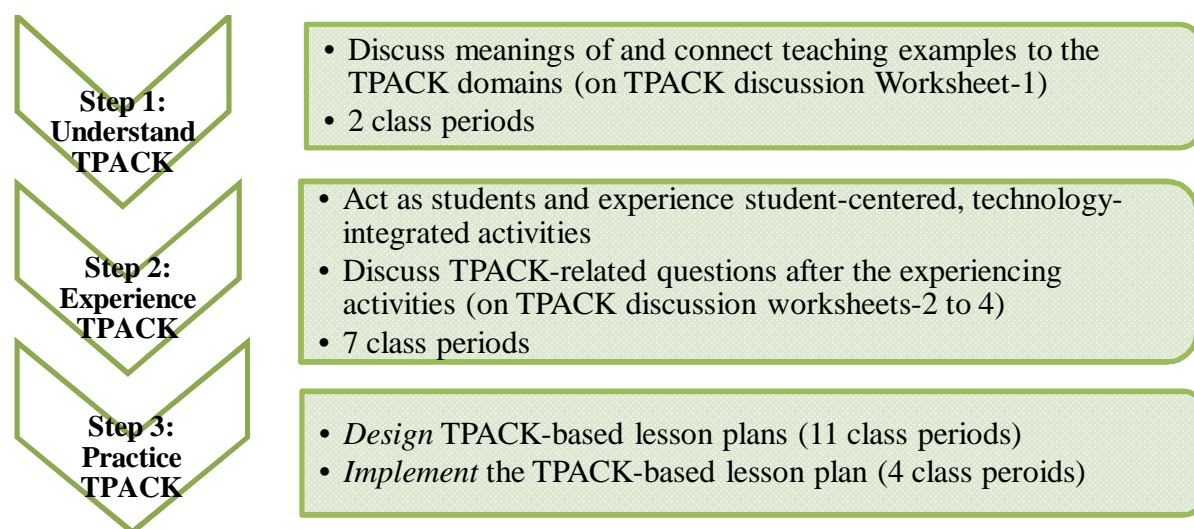 Step 1:
Understand
TPACK
• Discuss meanings of and connect teaching examples to the
TPACK domains (on TPACK discussion Worksheet-1)
• 2 class periods
Step 2:
Experience
TPACK
• Act as students and experience student-centered, technology-
integrated activities
• Discuss TPACK-related questions after the experiencing
activities (on TPACK discussion worksheets-2 to 4)
• 7 class periods
Step 3:
Practice
TPACK
• Design TPACK-based lesson plans (11 class periods)
• Implement the TPACK-based lesson plan (4 class peroids)